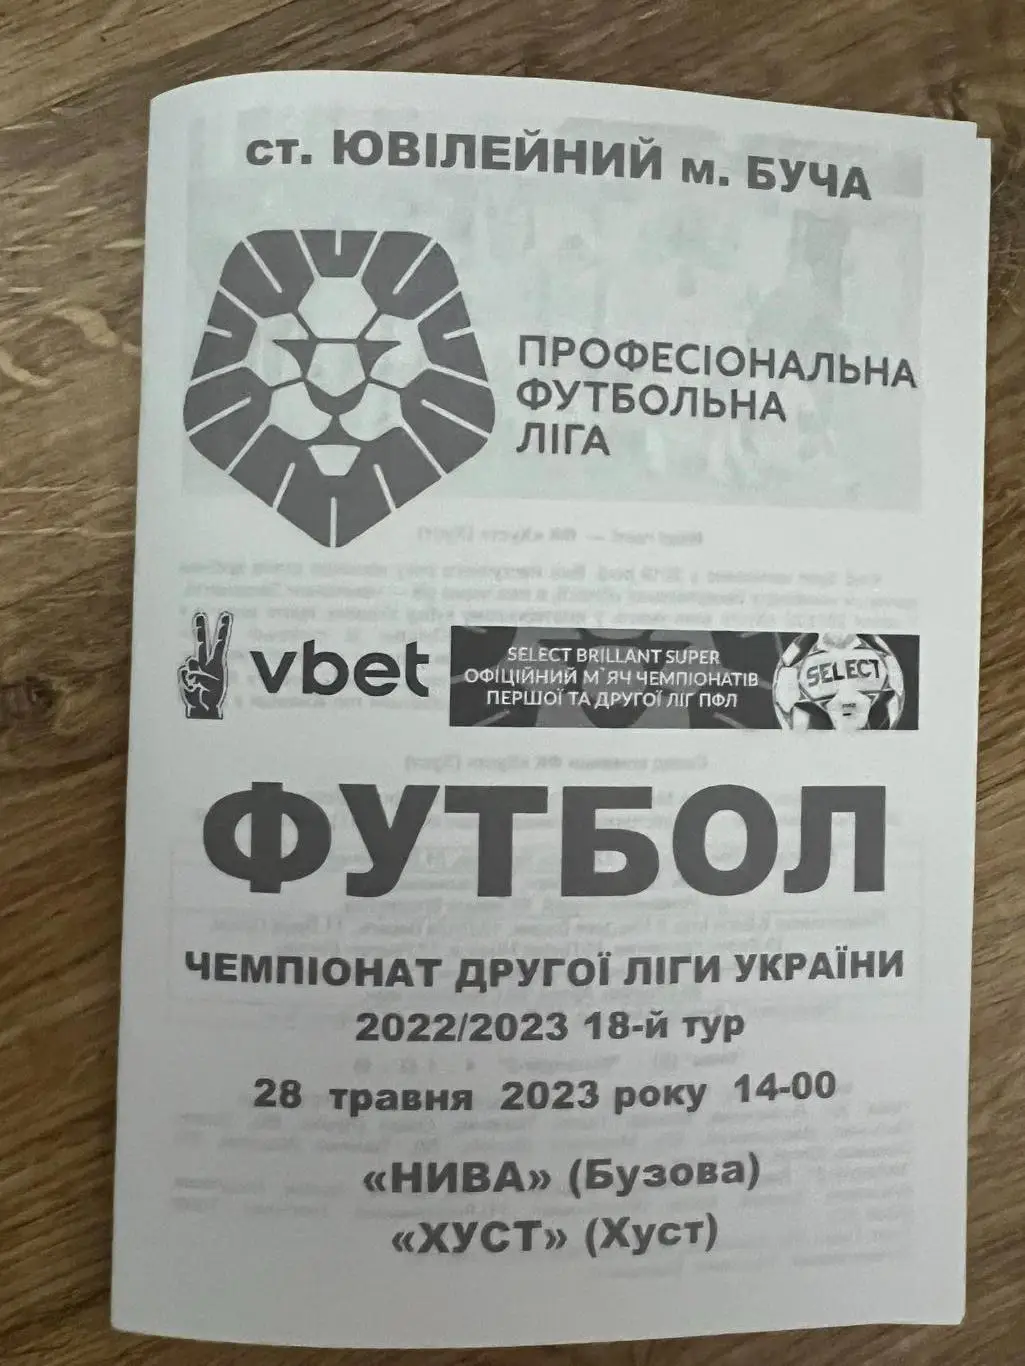 ст. ЮВІЛЕЙНИЙ м. БУЧА
ПРОФЕСІОНАЛЬНА
ФУТБОЛЬНА
ЛІГА
vbet
SELECT BRILLANT SUPER
ОФІЦІЙНИЙ М`ЯЧ ЧЕМПІОНАТІВ
ПЕРШОЇ ТА ДРУГОЇ ЛІГ ПФЛ
SELECT
ФУТБОЛ
ЧЕМПІОНАТ ДРУГОЇ ЛІГИ УКРАЇНИ
2022/2023 18-й тур
28 травня 2023 року 14-00
«НИВА» (Бузова)
«ХУСТ» (Хуст)